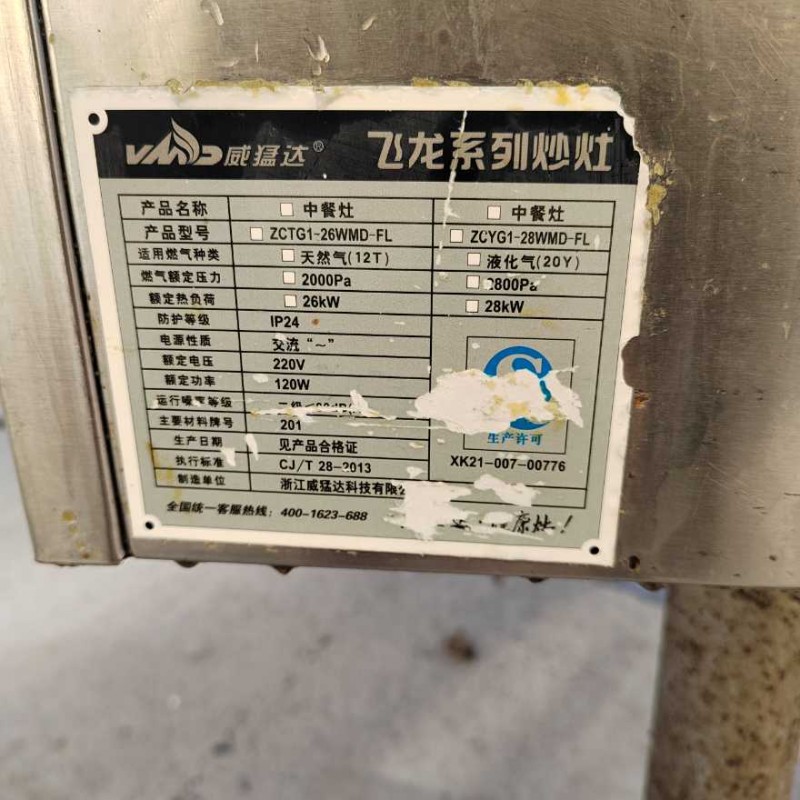 VMD威猛达® 飞龙系列炒灶
产品名称 □ 中餐灶 □ 中餐灶
产品型号 □ ZCTG1-26WMD-FL □ ZCYG1-28WMD-FL
适用燃气种类 □ 天然气(12T) □ 液化气(20Y)
燃气额定压力 □ 2000Pa □ 2800Pa
额定热负荷 □ 26kW □ 28kW
防护等级 IP24
电源性质 交流“~”
额定电压 220V
额定功率 120W
运行噪声等级
主要材料牌号 201
生产日期 见产品合格证
生产许可
执行标准 CJ/T 28-2013 XK21-007-00776
制造单位 浙江威猛达科技有限
全国统一客服热线：400-1623-688 康灶！